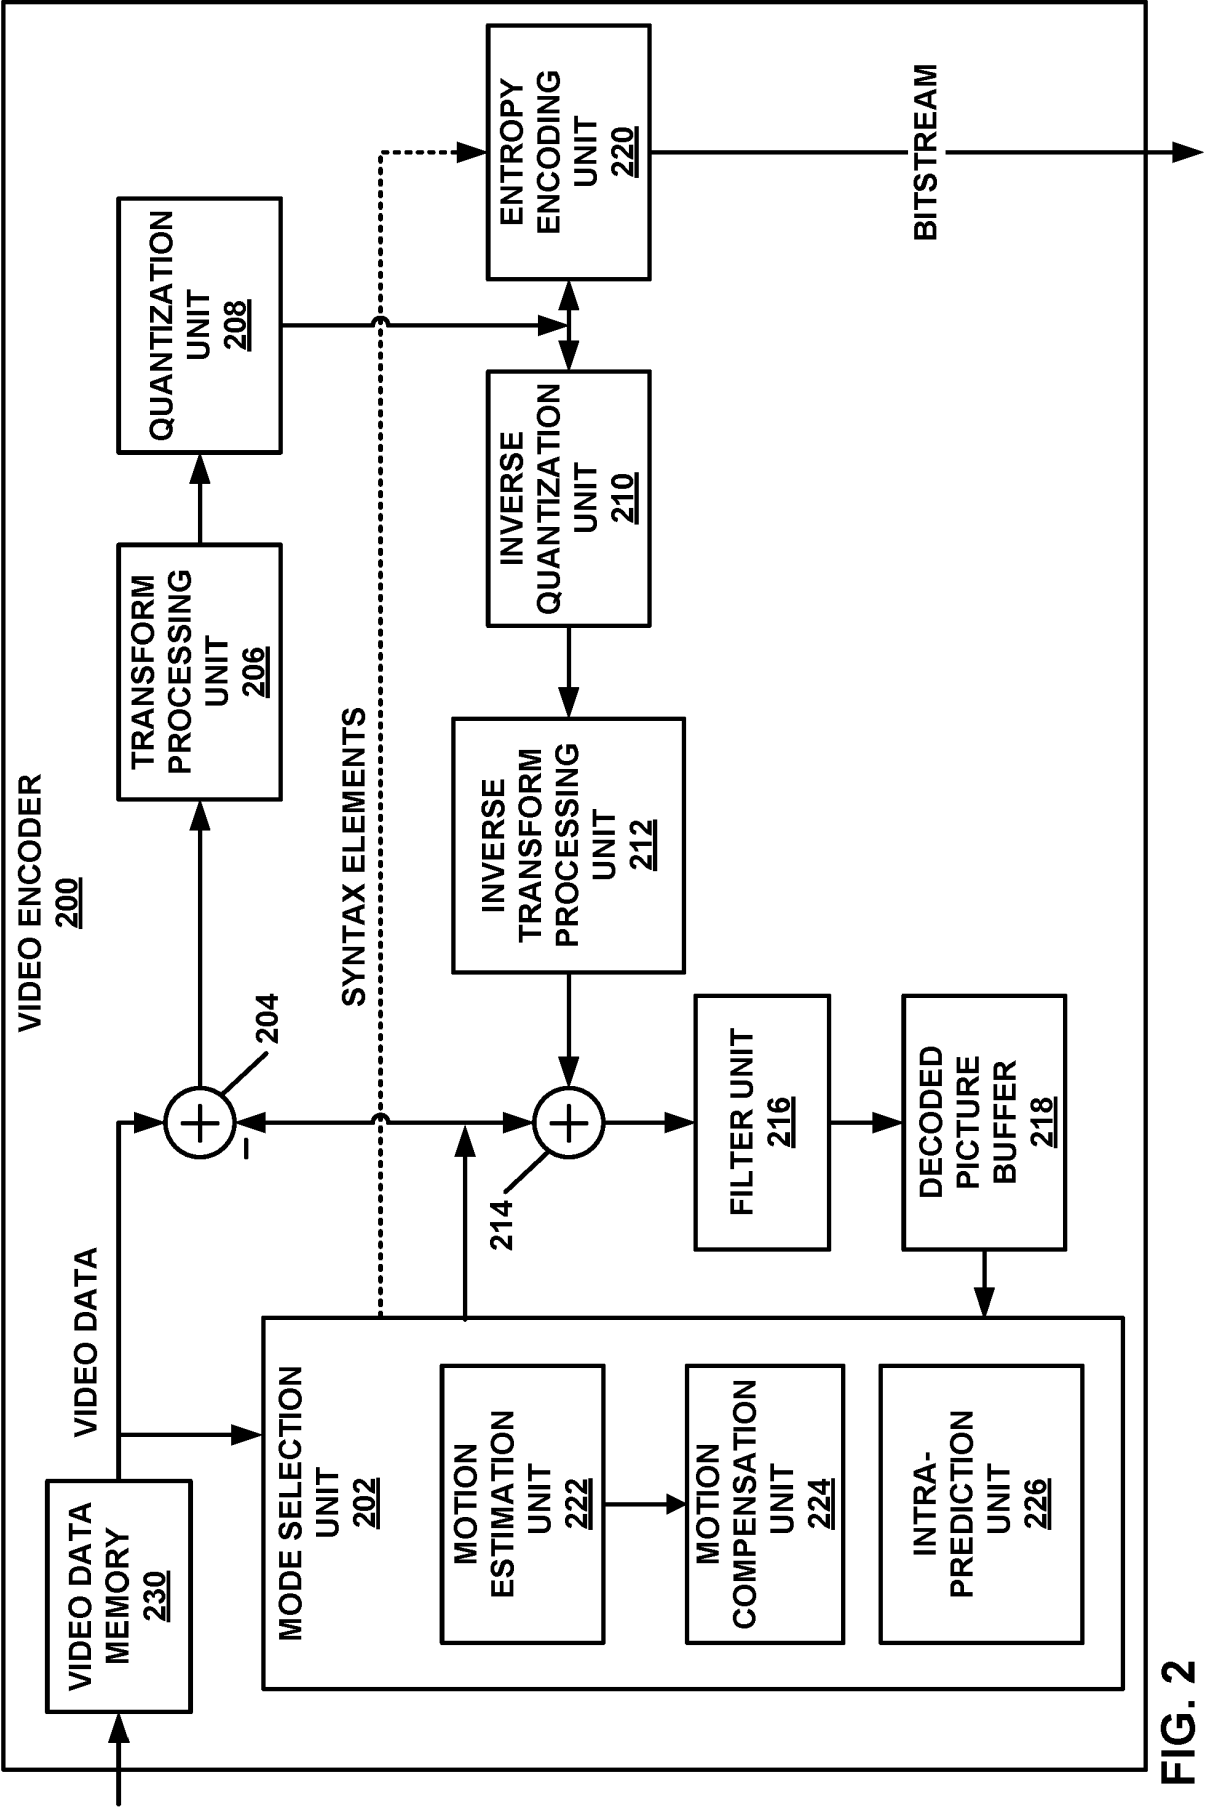 VIDEO ENCODER
200
VIDEO DATA
MEMORY
230
VIDEO DATA
204
–
TRANSFORM
PROCESSING
UNIT
206
QUANTIZATION
UNIT
208
SYNTAX ELEMENTS
MODE SELECTION
UNIT
202
MOTION
ESTIMATION
UNIT
222
MOTION
COMPENSATION
UNIT
224
INTRA-
PREDICTION
UNIT
226
214
INVERSE
TRANSFORM
PROCESSING
UNIT
212
INVERSE
QUANTIZATION
UNIT
210
ENTROPY
ENCODING
UNIT
220
FILTER UNIT
216
DECODED
PICTURE
BUFFER
218
BITSTREAM
FIG. 2